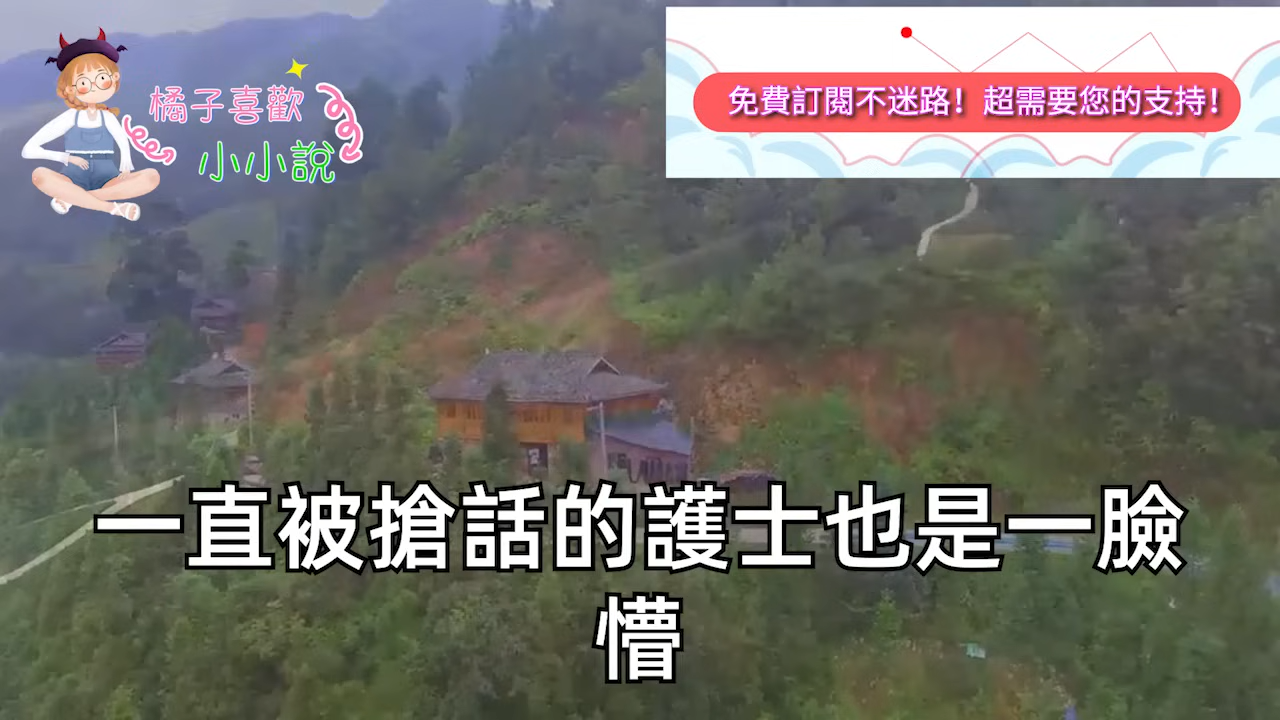 橘子喜歡
小小說
免費訂閱不迷路！超需要您的支持！
一直被搶話的護士也是一臉
懵